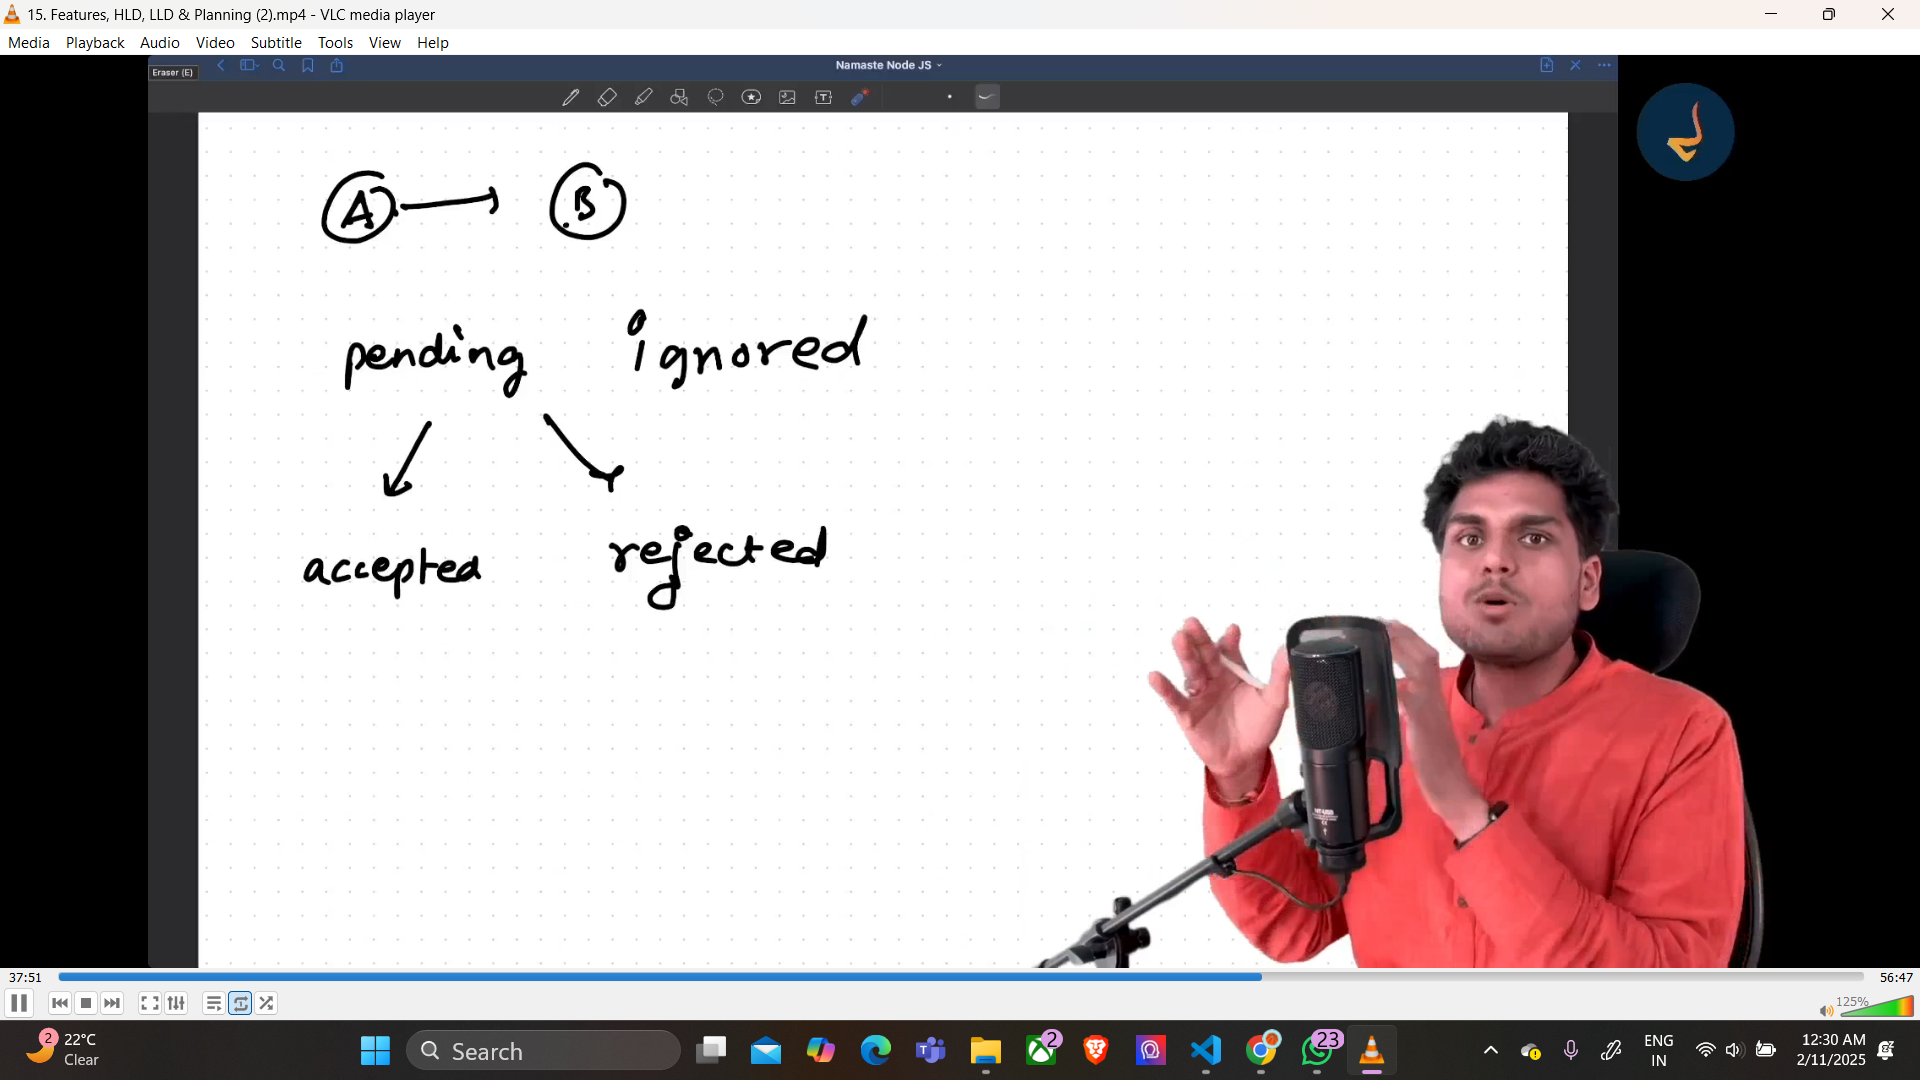 15. Features, HLD, LLD & Planning (2).mp4 - VLC media player
Media Playback Audio Video Subtitle Tools View Help
Eraser (E)
Namaste Node JS
A B
pending ignored
accepted rejected
37:51
56:47
125%
2
22°C
Clear
Search
2
23
ENG
IN
12:30 AM
2/11/2025